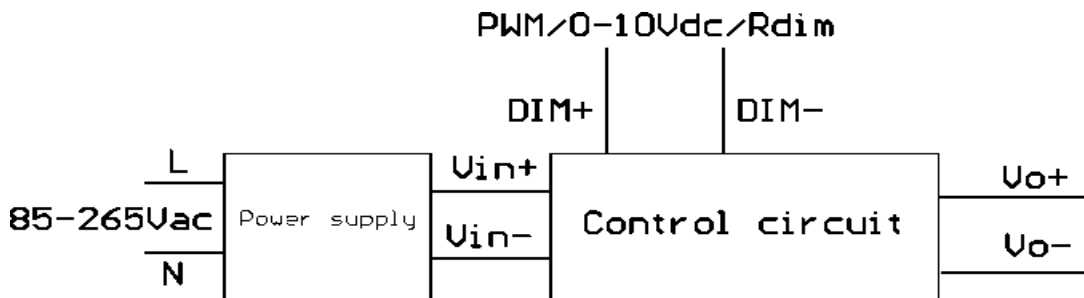 PWM/0-10Vdc/Rdim
DIM+
DIM-
L
Vin+
Vo+
85-265Vac
Power supply
Control circuit
Vin-
Vo-
N